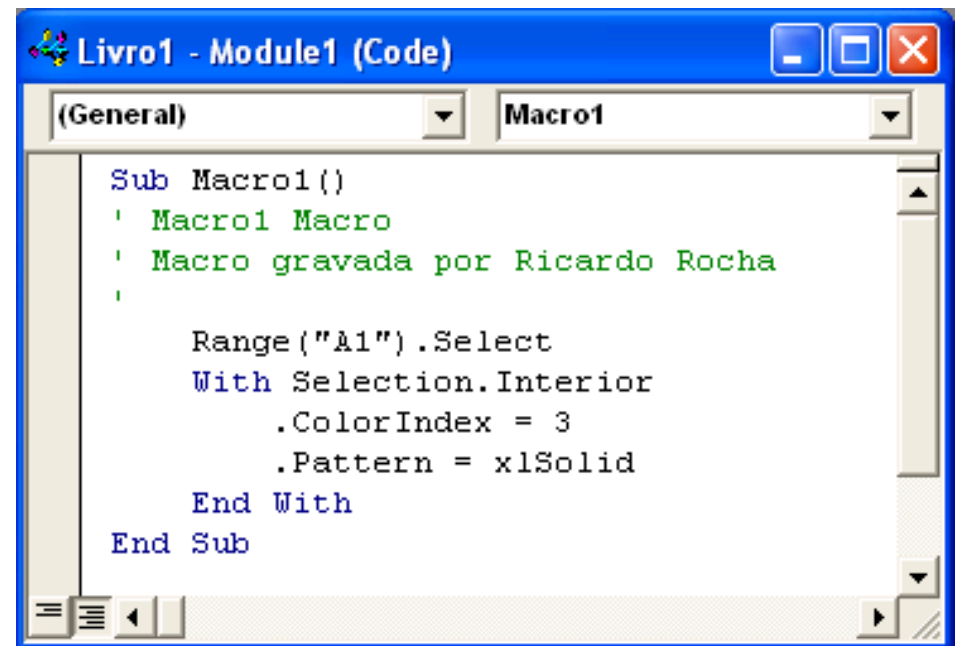 Livro1 - Module1 (Code)
(General) Macro1
Sub Macro1()
' Macro1 Macro
' Macro gravada por Ricardo Rocha
'
    Range("A1").Select
    With Selection.Interior
        .ColorIndex = 3
        .Pattern = xlSolid
    End With
End Sub